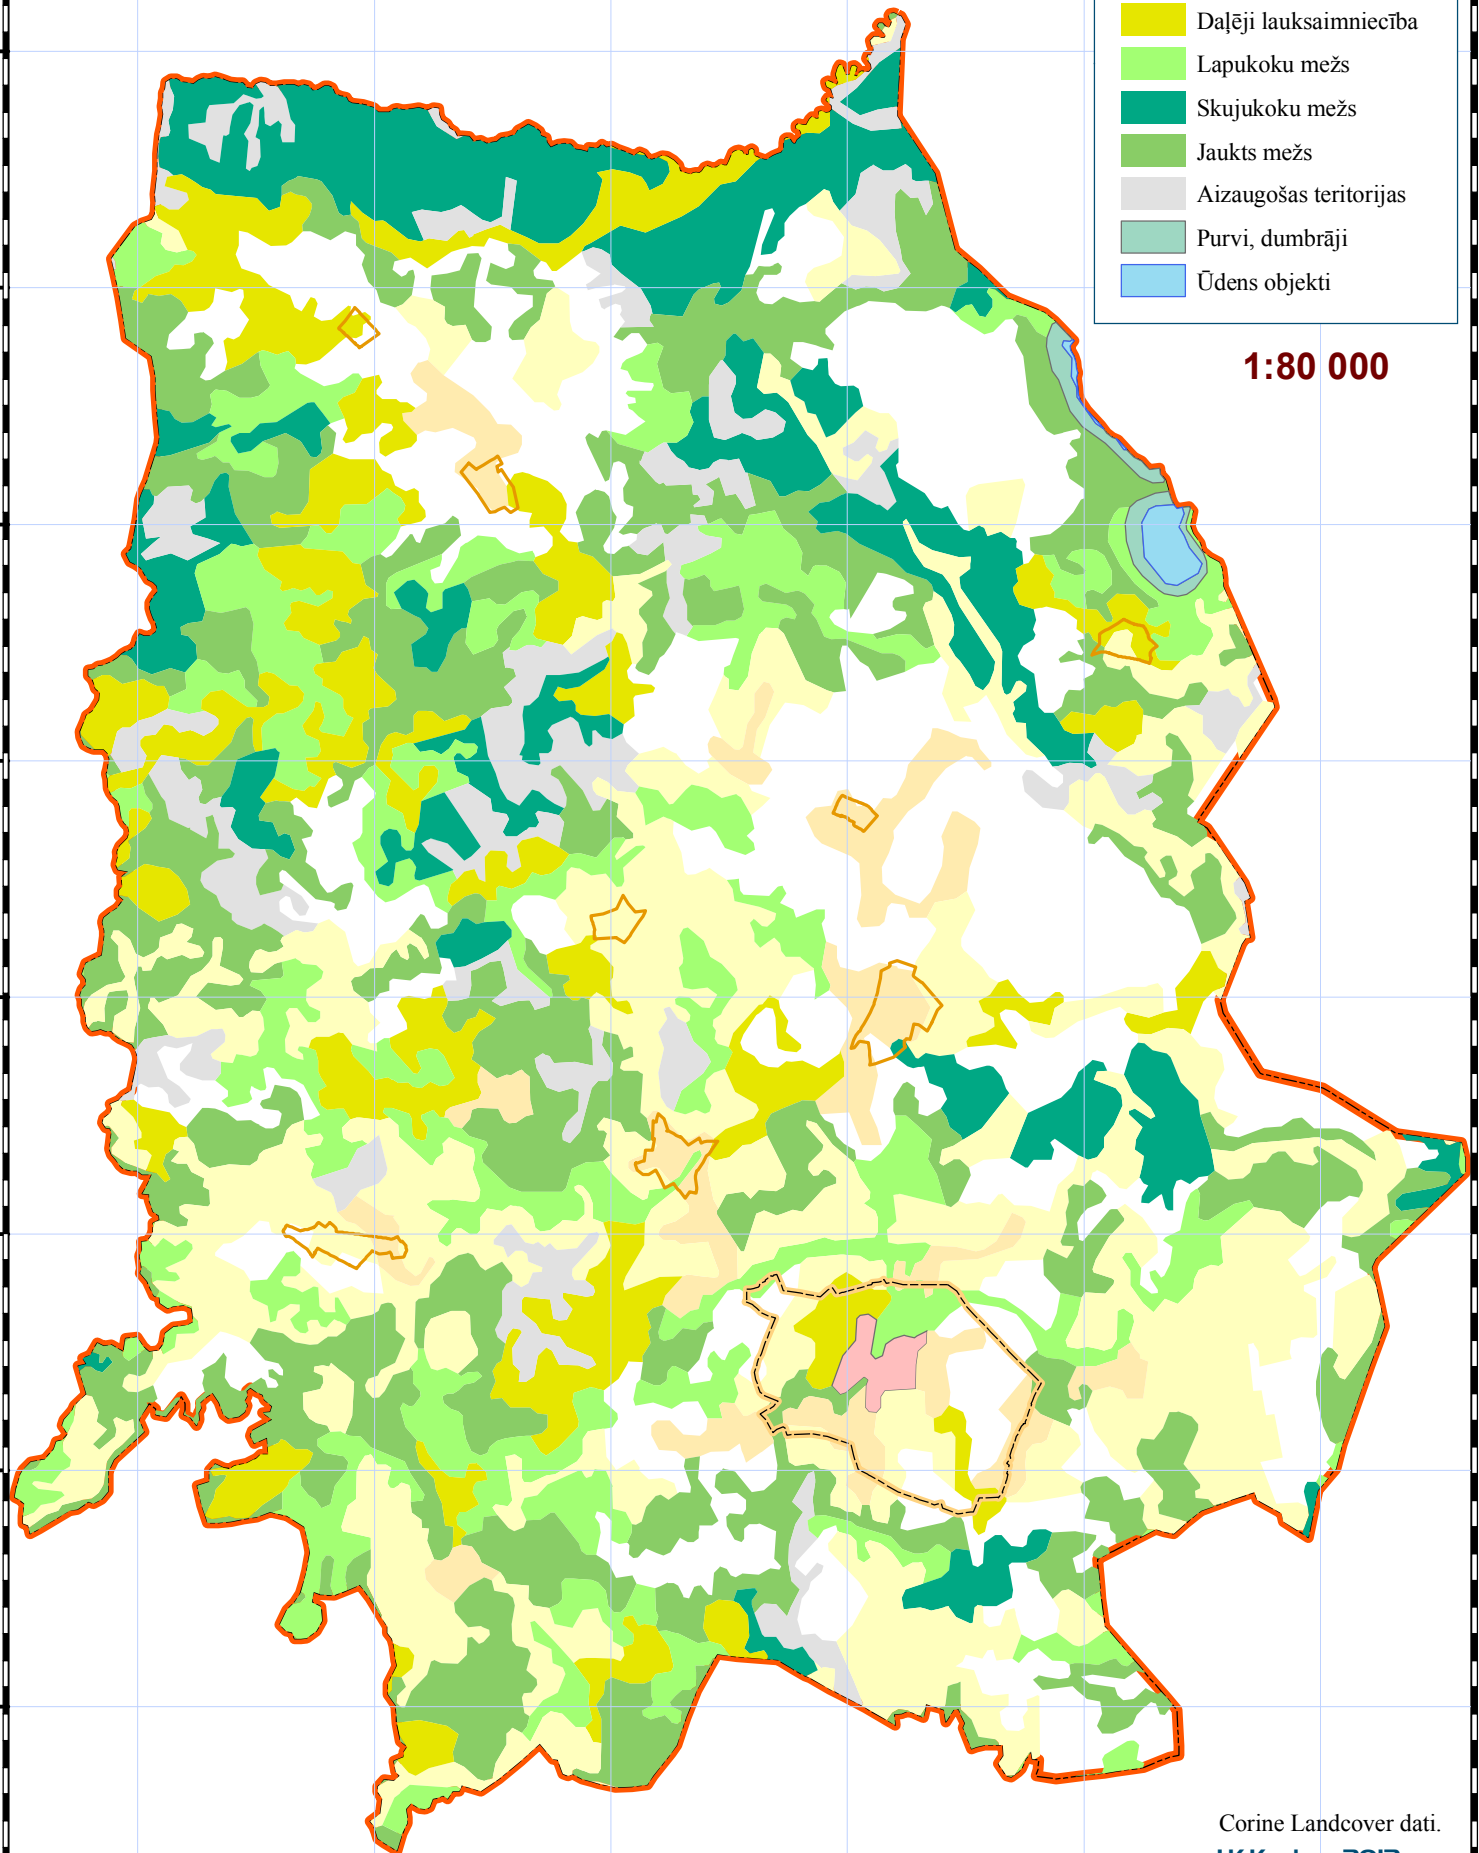 Daļēji lauksaimniecība
Lapukoku mežs
Skujukoku mežs
Jaukts mežs
Aizaugošas teritorijas
Purvi, dumbrāji
Ūdens objekti
1:80 000
Corine Landcover dati.